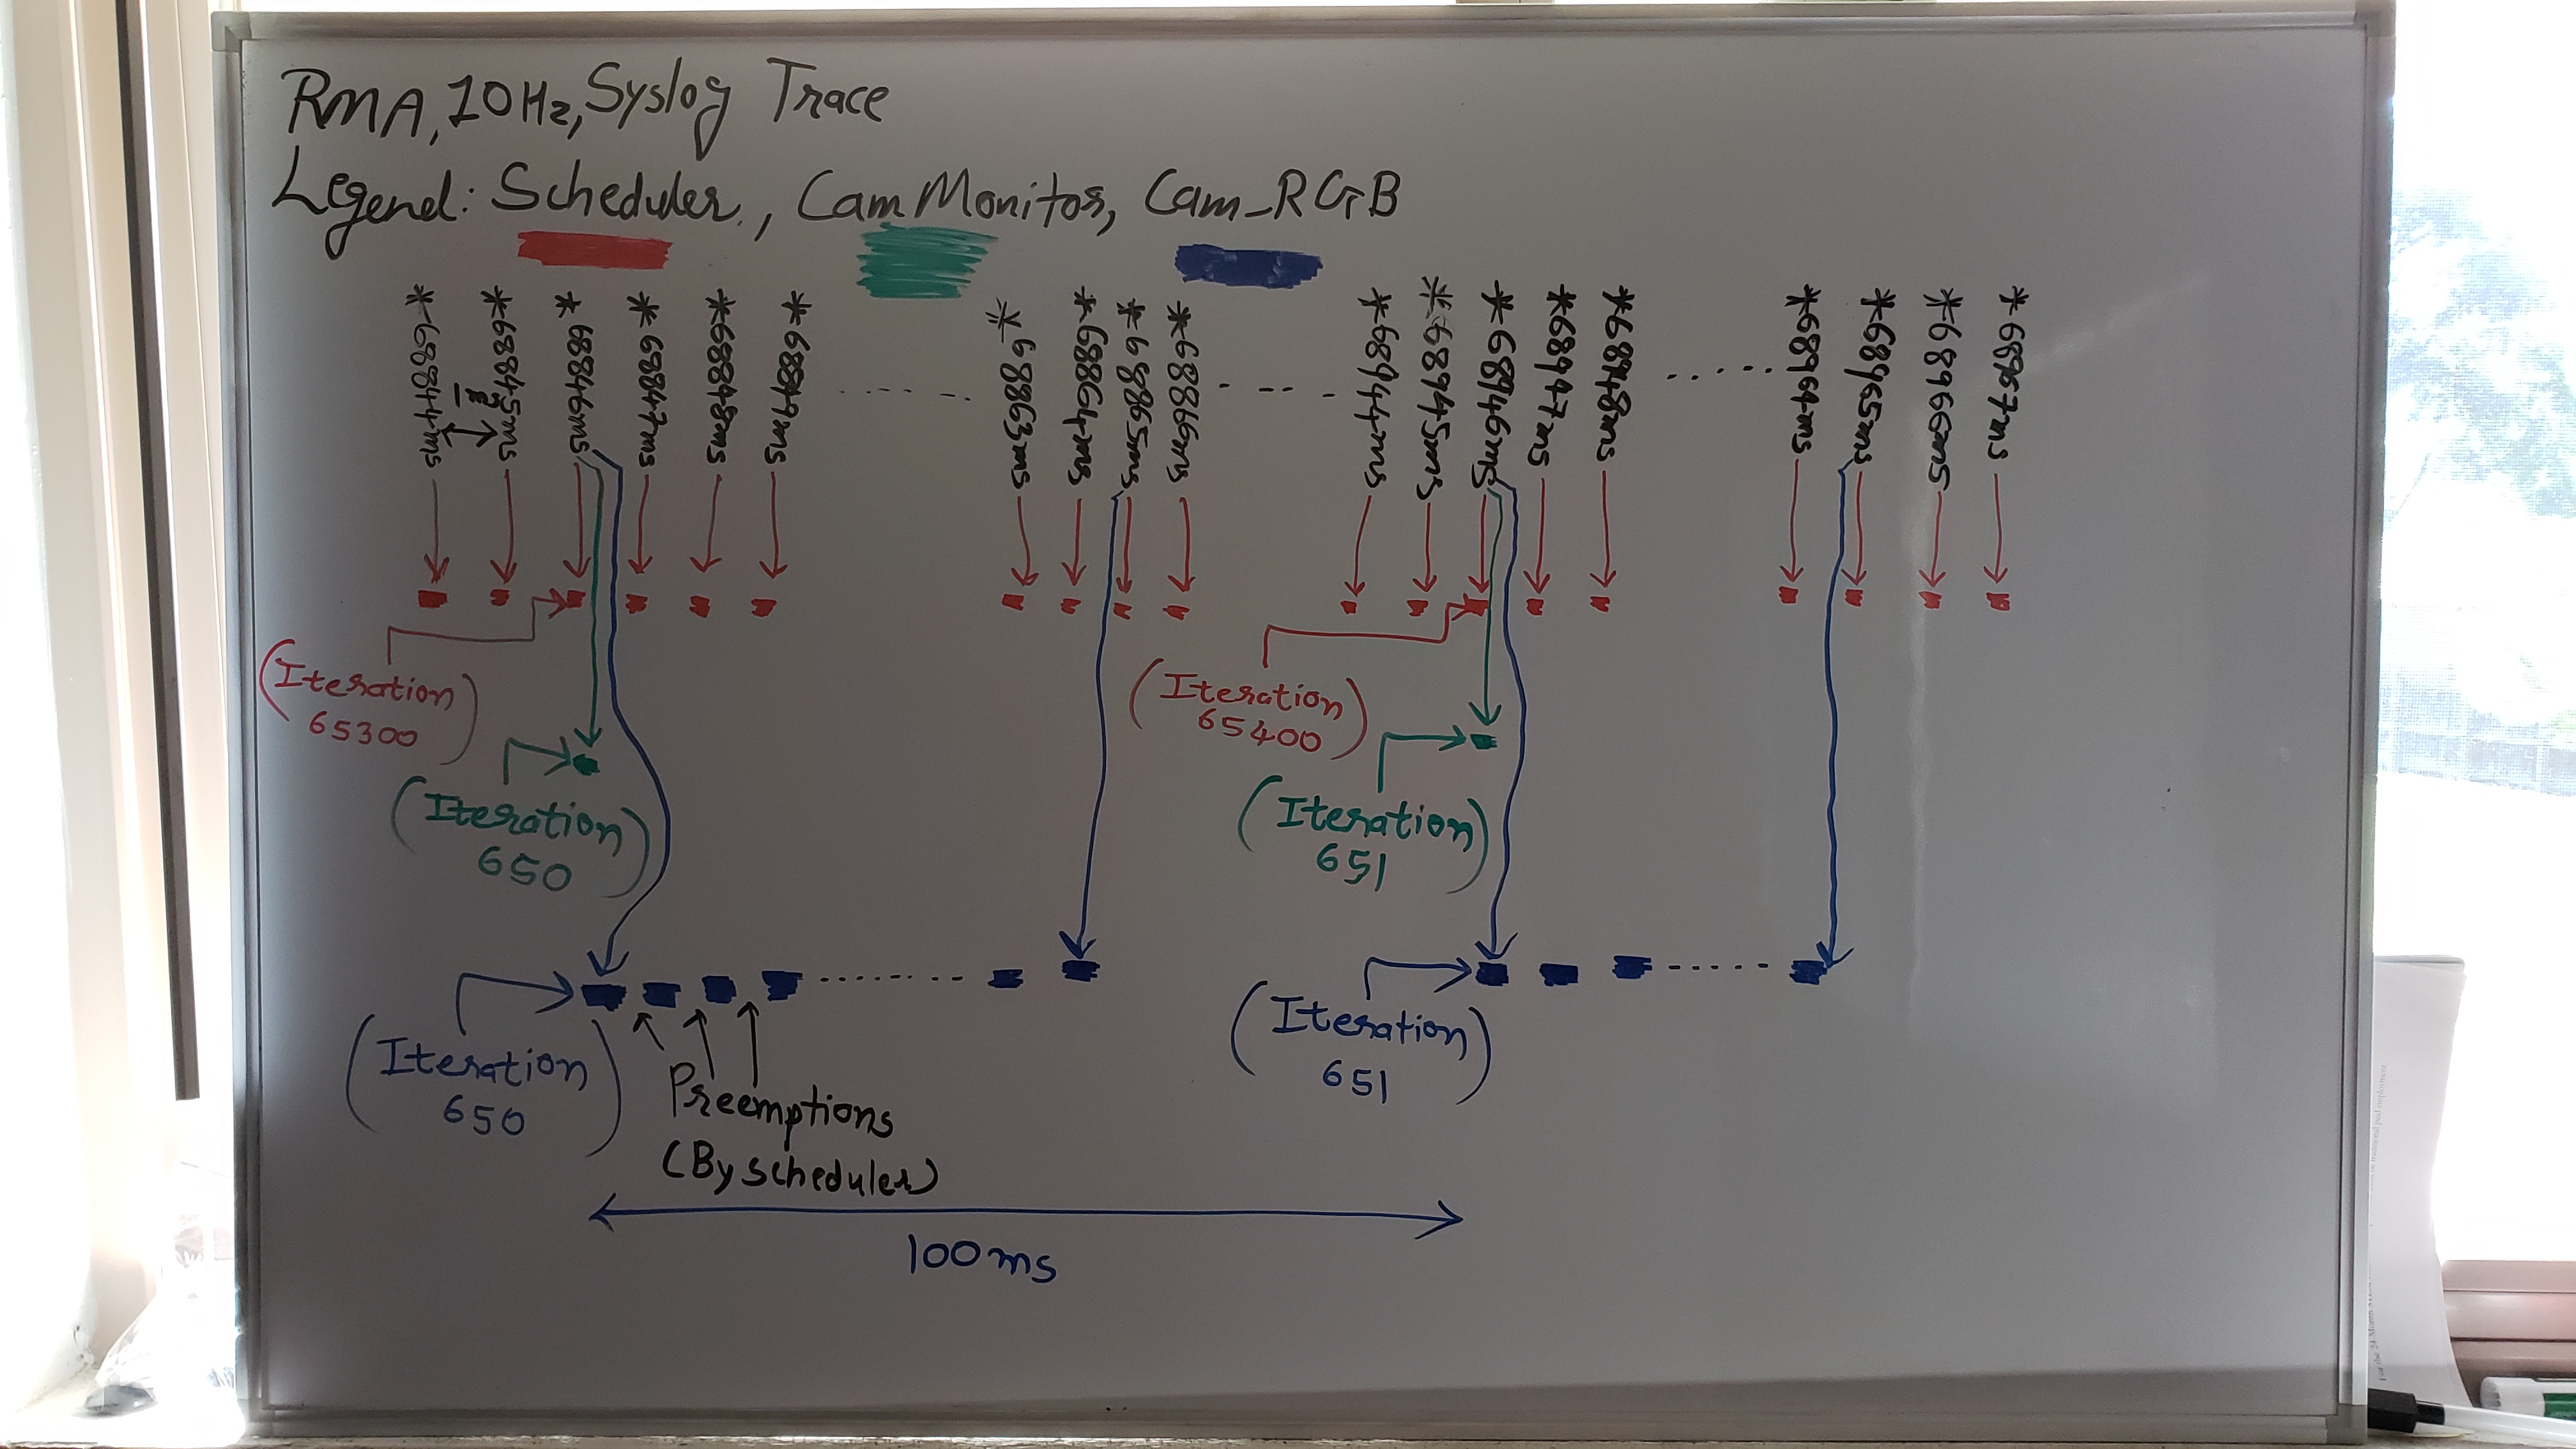 RMA, 10Hz, Syslog Trace
Legend: Scheduler, CamMonitor, Cam_RGB
*68844ms
1ms
*68845ms
*68846ms
*68847ms
*68848ms
*68849ms
*68863ms
*68864ms
*68865ms
*68866ms
*68944ms
*68945ms
*68946ms
*68947ms
*68948ms
*68964ms
*68965ms
*68966ms
*68967ms
(Iteration
65300)
(Iteration
65400)
(Iteration
650)
(Iteration
651)
(Iteration
650)
Preemptions
(By scheduler)
(Iteration
651)
100ms